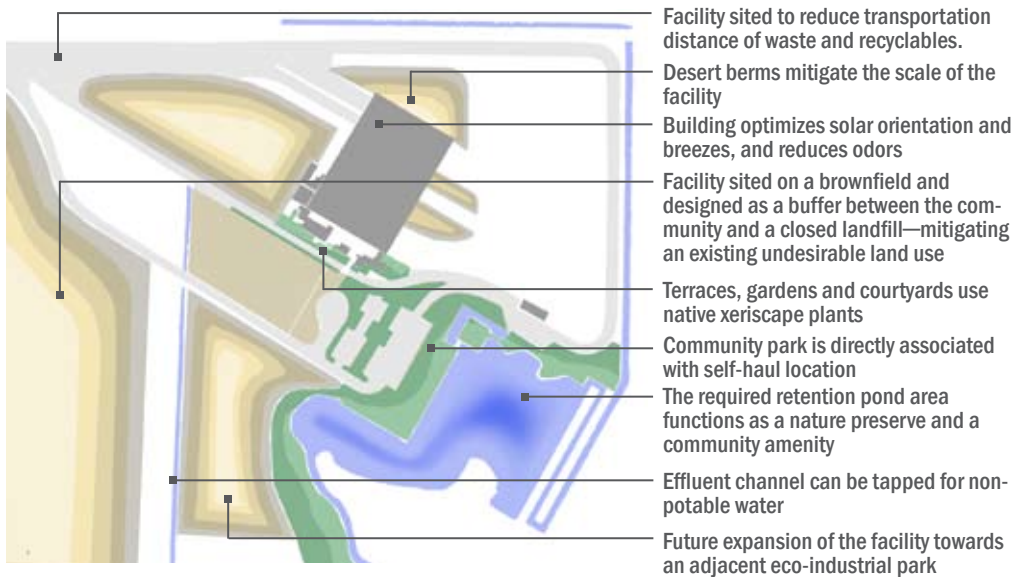 Facility sited to reduce transportation
distance of waste and recyclables.
Desert berms mitigate the scale of the
facility
Building optimizes solar orientation and
breezes, and reduces odors
Facility sited on a brownfield and
designed as a buffer between the com-
munity and a closed landfill—mitigating
an existing undesirable land use
Terraces, gardens and courtyards use
native xeriscape plants
Community park is directly associated
with self-haul location
The required retention pond area
functions as a nature preserve and a
community amenity
Effluent channel can be tapped for non-
potable water
Future expansion of the facility towards
an adjacent eco-industrial park